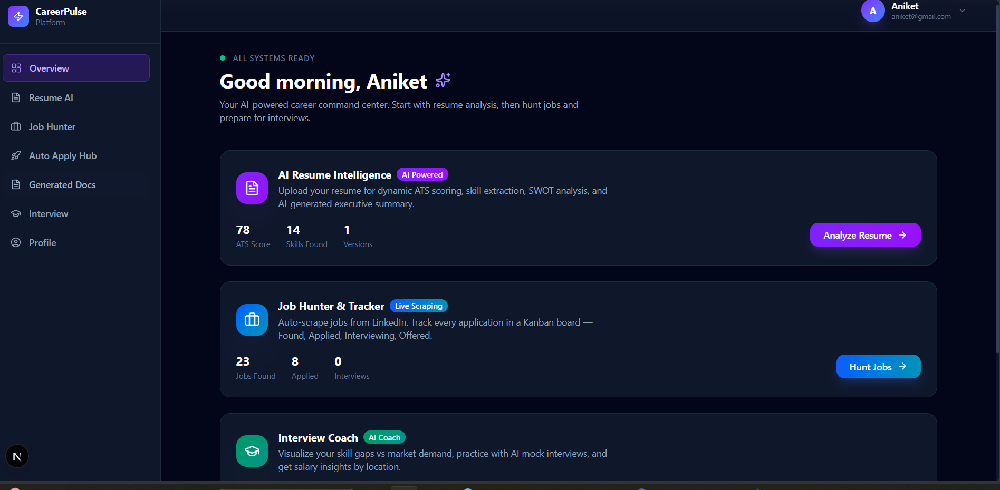 CareerPulse
Platform
Aniket
aniket@gmail.com
A
Overview
Resume AI
Job Hunter
Auto Apply Hub
Generated Docs
Interview
Profile
N
ALL SYSTEMS READY
Good morning, Aniket
Your AI-powered career command center. Start with resume analysis, then hunt jobs and
prepare for interviews.
AI Resume Intelligence AI Powered
Upload your resume for dynamic ATS scoring, skill extraction, SWOT analysis, and
AI-generated executive summary.
78 14 1
ATS Score Skills Found Versions
Analyze Resume →
Job Hunter & Tracker Live Scraping
Auto-scrape jobs from LinkedIn. Track every application in a Kanban board —
Found, Applied, Interviewing, Offered.
23 8 0
Jobs Found Applied Interviews
Hunt Jobs →
Interview Coach AI Coach
Visualize your skill gaps vs market demand, practice with AI mock interviews, and
get salary insights by location.